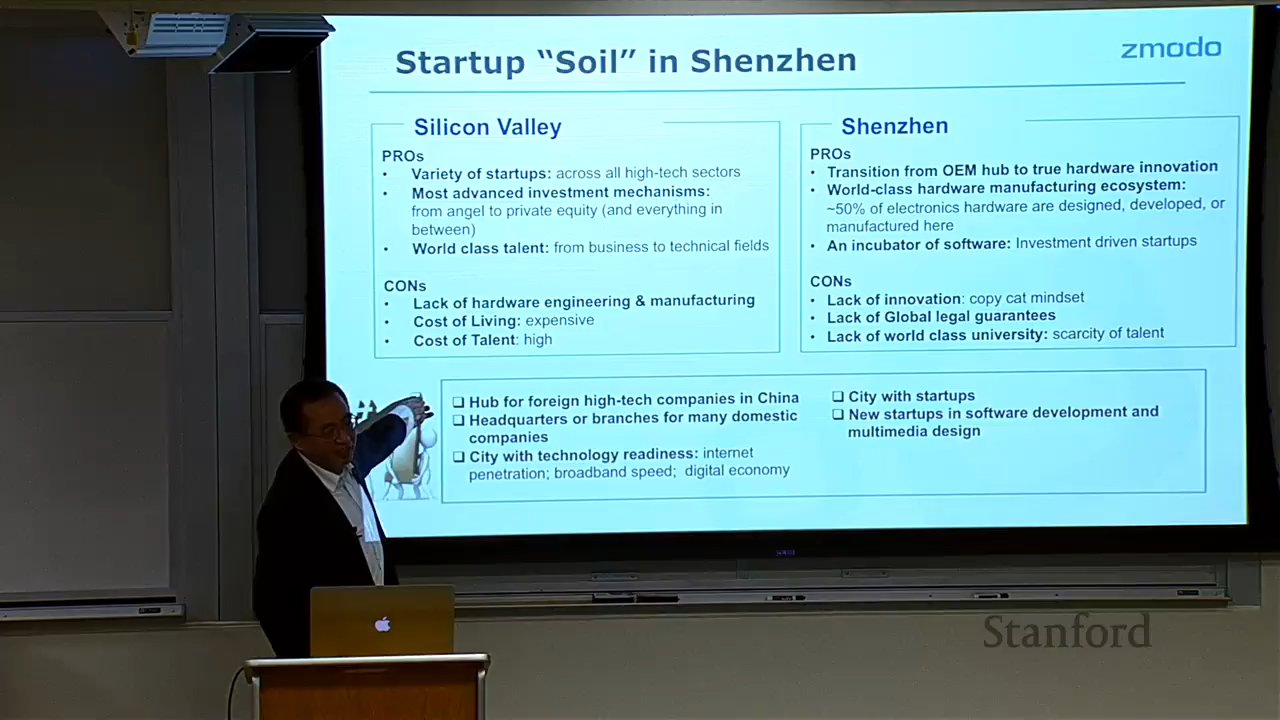 Startup “Soil” in Shenzhen
zmodo
Silicon Valley
PROs
• Variety of startups: across all high-tech sectors
• Most advanced investment mechanisms:
from angel to private equity (and everything in
between)
• World class talent: from business to technical fields
CONs
• Lack of hardware engineering & manufacturing
• Cost of Living: expensive
• Cost of Talent: high
Shenzhen
PROs
• Transition from OEM hub to true hardware innovation
• World-class hardware manufacturing ecosystem:
~50% of electronics hardware are designed, developed, or
manufactured here
• An incubator of software: Investment driven startups
CONs
• Lack of innovation: copy cat mindset
• Lack of Global legal guarantees
• Lack of world class university: scarcity of talent
#
❑ Hub for foreign high-tech companies in China
❑ Headquarters or branches for many domestic
companies
❑ City with technology readiness: internet
penetration; broadband speed; digital economy
❑ City with startups
❑ New startups in software development and
multimedia design
Stanford